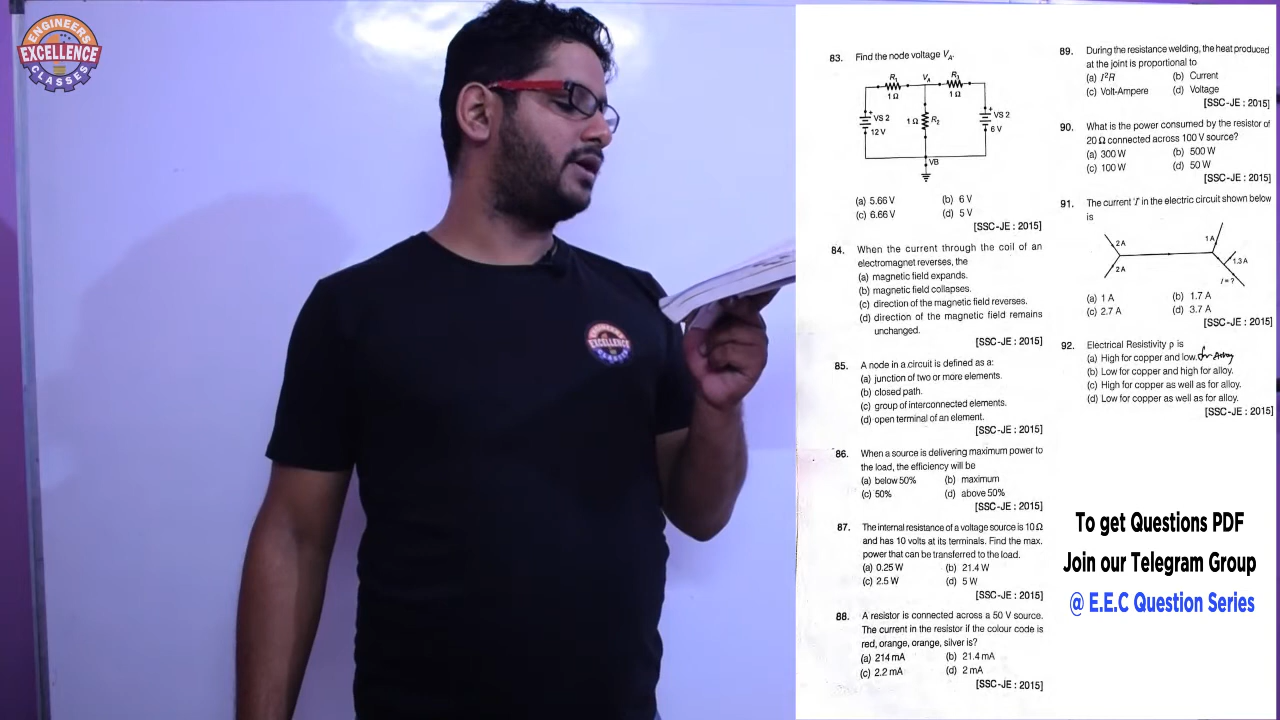 ENGINEERS
EXCELLENCE
CLASSES
EXCELLENCE
83. Find the node voltage V_A.
R₁ V_A R₃
1 Ω 1 Ω
VS 2 1 Ω R₂ VS 2
12 V 6 V
VB
(a) 5.66 V (b) 6 V
(c) 6.66 V (d) 5 V
[SSC-JE : 2015]
84. When the current through the coil of an
electromagnet reverses, the
(a) magnetic field expands.
(b) magnetic field collapses.
(c) direction of the magnetic field reverses.
(d) direction of the magnetic field remains
unchanged.
[SSC-JE : 2015]
85. A node in a circuit is defined as a:
(a) junction of two or more elements.
(b) closed path.
(c) group of interconnected elements.
(d) open terminal of an element.
[SSC-JE : 2015]
86. When a source is delivering maximum power to
the load, the efficiency will be
(a) below 50% (b) maximum
(c) 50% (d) above 50%
[SSC-JE : 2015]
87. The internal resistance of a voltage source is 10 Ω
and has 10 volts at its terminals. Find the max.
power that can be transferred to the load.
(a) 0.25 W (b) 21.4 W
(c) 2.5 W (d) 5 W
[SSC-JE : 2015]
88. A resistor is connected across a 50 V source.
The current in the resistor if the colour code is
red, orange, orange, silver is?
(a) 214 mA (b) 21.4 mA
(c) 2.2 mA (d) 2 mA
[SSC-JE : 2015]
89. During the resistance welding, the heat produced
at the joint is proportional to
(a) I²R (b) Current
(c) Volt-Ampere (d) Voltage
[SSC-JE : 2015]
90. What is the power consumed by the resistor of
20 Ω connected across 100 V source?
(a) 300 W (b) 500 W
(c) 100 W (d) 50 W
[SSC-JE : 2015]
91. The current 'I' in the electric circuit shown below
is
2 A 1 A
2 A 1.3 A
I = ?
(a) 1 A (b) 1.7 A
(c) 2.7 A (d) 3.7 A
[SSC-JE : 2015]
92. Electrical Resistivity ρ is
(a) High for copper and low. for Alloy
(b) Low for copper and high for alloy.
(c) High for copper as well as for alloy.
(d) Low for copper as well as for alloy.
[SSC-JE : 2015]
To get Questions PDF
Join our Telegram Group
@ E.E.C Question Series